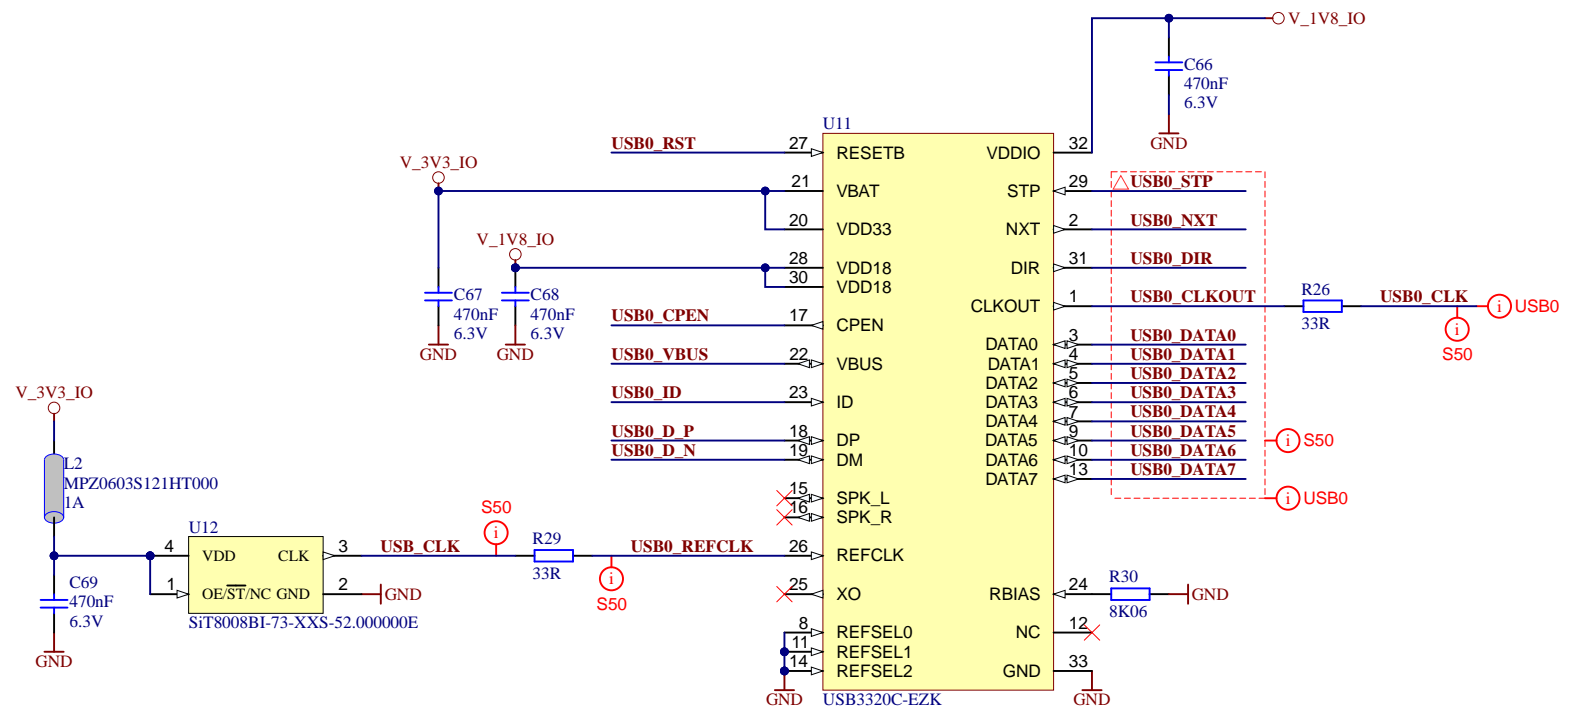 V_1V8_IO
C66
470nF
6.3V
GND
U11
USB0_RST
27
RESETB
VDDIO
32
V_3V3_IO
21
VBAT
STP
29
USB0_STP
20
VDD33
NXT
2
USB0_NXT
V_1V8_IO
28
VDD18
DIR
31
USB0_DIR
30
VDD18
C67
470nF
6.3V
GND
C68
470nF
6.3V
GND
CLKOUT
1
USB0_CLKOUT
R26
33R
USB0_CLK
i
USB0
i
S50
USB0_CPEN
17
CPEN
DATA0
3
USB0_DATA0
USB0_VBUS
22
VBUS
DATA1
4
USB0_DATA1
DATA2
5
USB0_DATA2
USB0_ID
23
ID
DATA3
6
USB0_DATA3
DATA4
7
USB0_DATA4
USB0_D_P
18
DP
DATA5
9
USB0_DATA5
i
S50
USB0_D_N
19
DM
DATA6
10
USB0_DATA6
DATA7
13
USB0_DATA7
i
USB0
15
SPK_L
16
SPK_R
V_3V3_IO
L2
MPZ0603S121HT000
1A
U12
4
VDD
CLK
3
USB_CLK
S50
i
R29
33R
i
S50
USB0_REFCLK
26
REFCLK
1
OE/ST/NC
GND
2
GND
SiT8008BI-73-XXS-52.000000E
C69
470nF
6.3V
GND
25
XO
RBIAS
24
R30
8K06
GND
8
REFSEL0
NC
12
11
REFSEL1
14
REFSEL2
GND
33
GND
GND
USB3320C-EZK